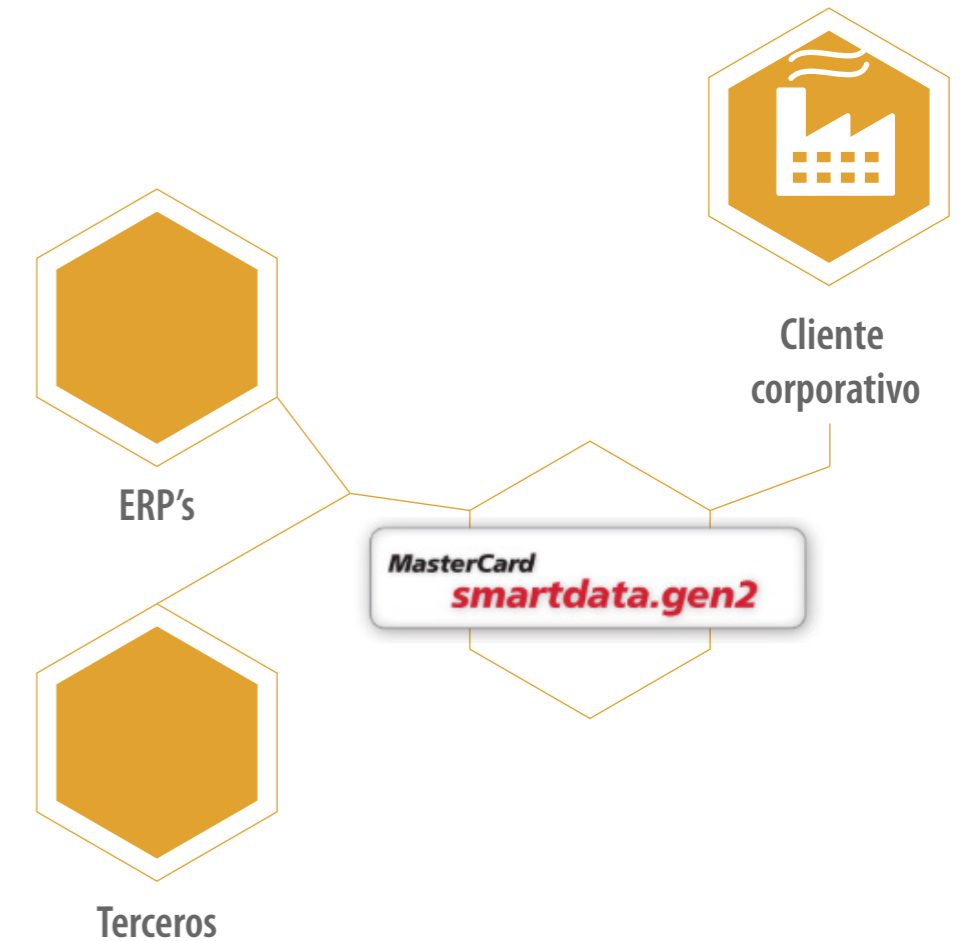 Cliente
corporativo
ERP’s
MasterCard
smartdata.gen2
Terceros